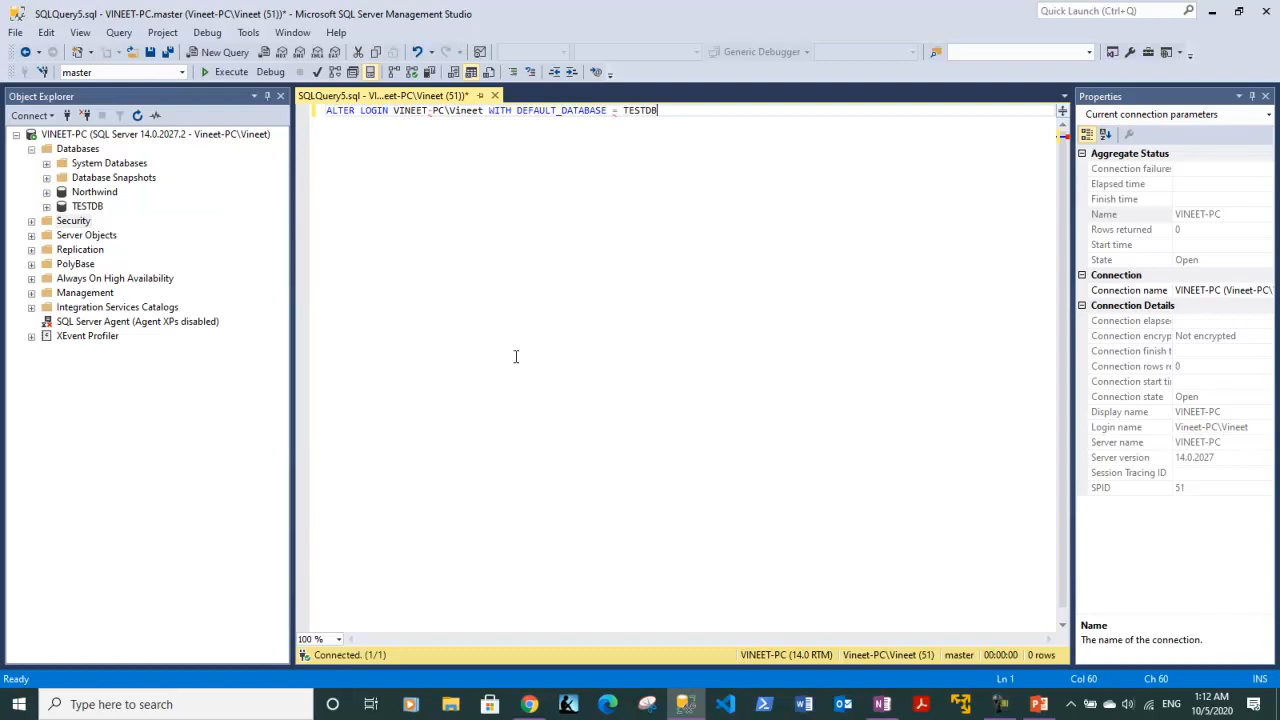 SQLQuery5.sql - VINEET-PC.master (Vineet-PC\Vineet (51))* - Microsoft SQL Server Management Studio
Quick Launch (Ctrl+Q)
File Edit View Query Project Debug Tools Window Help
New Query
Generic Debugger
master
Execute Debug
Object Explorer
SQLQuery5.sql - VI...eet-PC\Vineet (51))*
Properties
Connect
ALTER LOGIN VINEET-PC\Vineet WITH DEFAULT_DATABASE = TESTDB
Current connection parameters
VINEET-PC (SQL Server 14.0.2027.2 - Vineet-PC\Vineet)
Databases
System Databases
Database Snapshots
Northwind
TESTDB
Security
Server Objects
Replication
PolyBase
Always On High Availability
Management
Integration Services Catalogs
SQL Server Agent (Agent XPs disabled)
XEvent Profiler
Aggregate Status
Connection failures
Elapsed time
Finish time
Name VINEET-PC
Rows returned 0
Start time
State Open
Connection
Connection name VINEET-PC (Vineet-PC\
Connection Details
Connection elapse
Connection encryp Not encrypted
Connection finish t
Connection rows re 0
Connection start ti
Connection state Open
Display name VINEET-PC
Login name Vineet-PC\Vineet
Server name VINEET-PC
Server version 14.0.2027
Session Tracing ID
SPID 51
Name
The name of the connection.
100 %
Connected. (1/1)
VINEET-PC (14.0 RTM) Vineet-PC\Vineet (51) master 00:00:00 0 rows
Ready
Ln 1 Col 60 Ch 60 INS
Type here to search
ENG
1:12 AM
10/5/2020